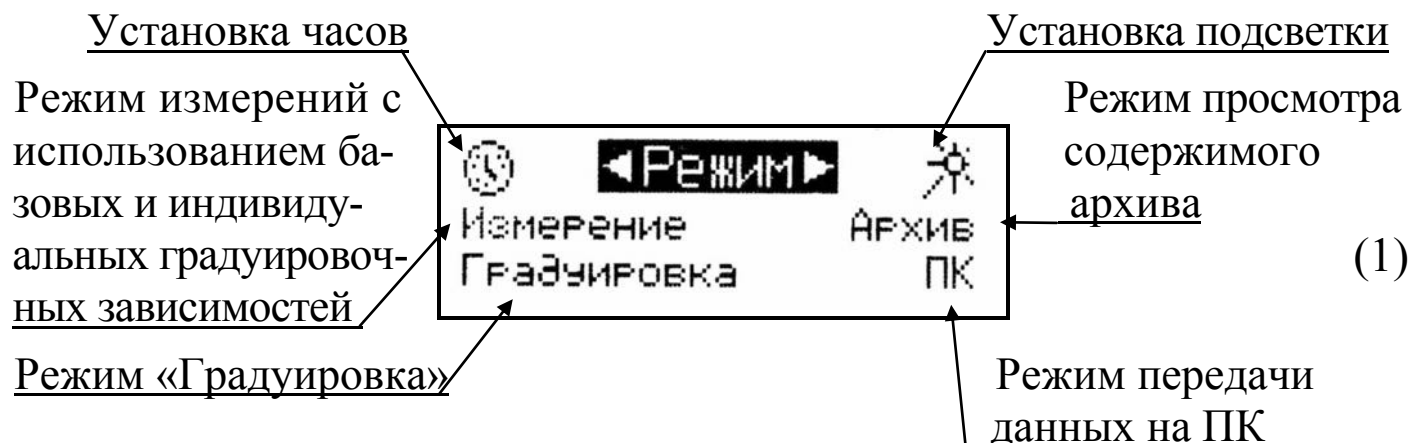 Установка часов
Установка подсветки
Режим измерений с
использованием ба-
зовых и индивиду-
альных градуировоч-
ных зависимостей
Режим просмотра
содержимого
архива
◄Режим►
Измерение
Архив
Градуировка
ПК
(1)
Режим «Градуировка»
Режим передачи
данных на ПК